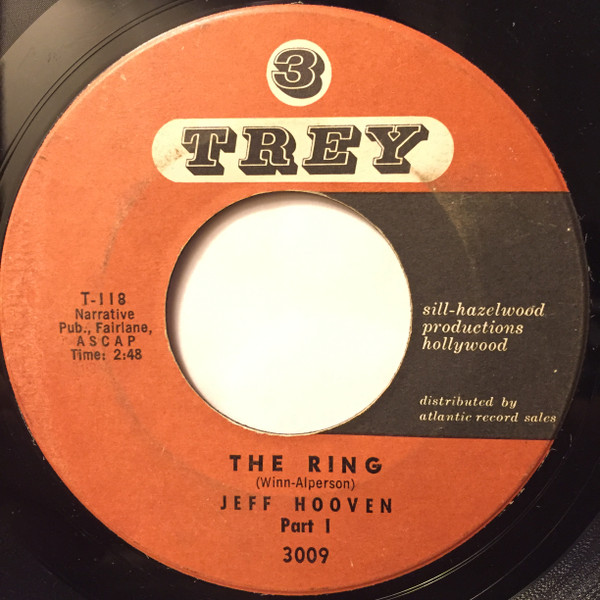 3
TREY
T-118
Narrative
Pub., Fairlane,
ASCAP
Time: 2:48
sill-hazelwood
productions
hollywood
distributed by
atlantic record sales
THE RING
(Winn-Alperson)
JEFF HOOVEN
Part 1
3009